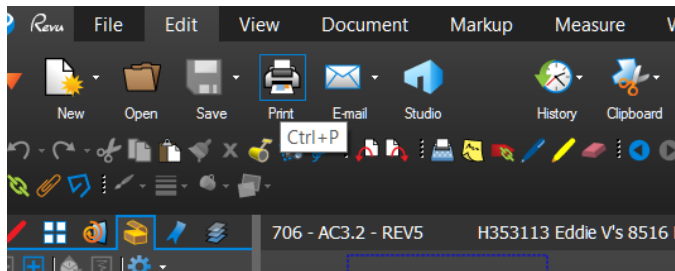 Revu File Edit View Document Markup Measure
New Open Save Print E-mail Studio History Clipboard
Ctrl+P
706 - AC3.2 - REV5 H353113 Eddie V's 8516